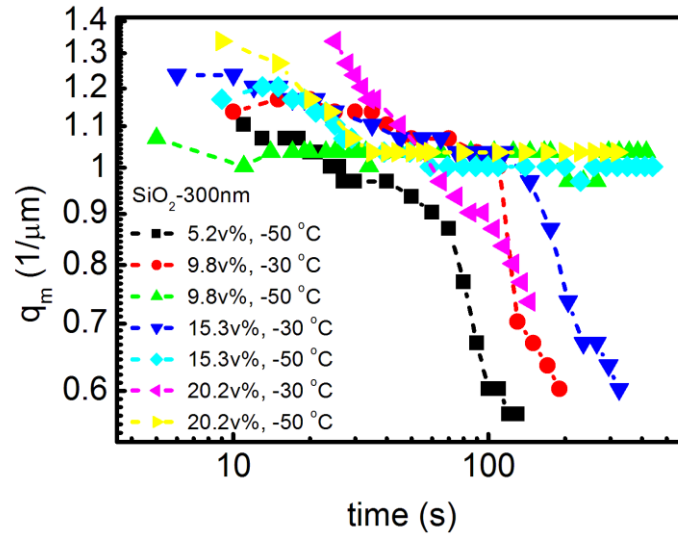 1.4
1.3
1.2
1.1
1
0.9
0.8
0.7
0.6
q_m (1/μm)
SiO₂-300nm
5.2v%, -50 °C
9.8v%, -30 °C
9.8v%, -50 °C
15.3v%, -30 °C
15.3v%, -50 °C
20.2v%, -30 °C
20.2v%, -50 °C
10 100
time (s)